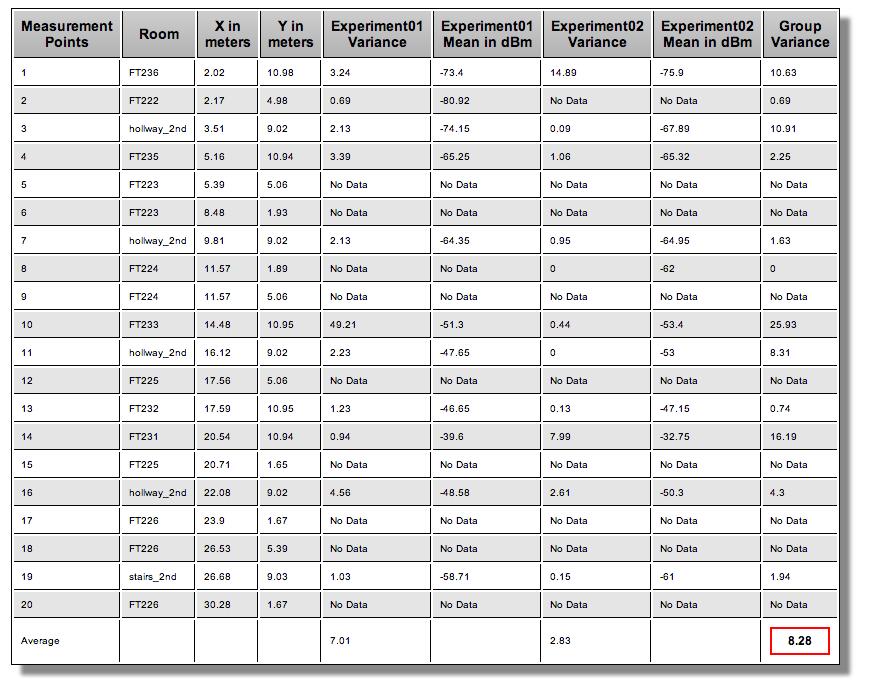 Measurement Points Room X in meters Y in meters Experiment01 Variance Experiment01 Mean in dBm Experiment02 Variance Experiment02 Mean in dBm Group Variance
1 FT236 2.02 10.98 3.24 -73.4 14.89 -75.9 10.63
2 FT222 2.17 4.98 0.69 -80.92 No Data No Data 0.69
3 hollway_2nd 3.51 9.02 2.13 -74.15 0.09 -67.89 10.91
4 FT235 5.16 10.94 3.39 -65.25 1.06 -65.32 2.25
5 FT223 5.39 5.06 No Data No Data No Data No Data No Data
6 FT223 8.48 1.93 No Data No Data No Data No Data No Data
7 hollway_2nd 9.81 9.02 2.13 -64.35 0.95 -64.95 1.63
8 FT224 11.57 1.89 No Data No Data 0 -62 0
9 FT224 11.57 5.06 No Data No Data No Data No Data No Data
10 FT233 14.48 10.95 49.21 -51.3 0.44 -53.4 25.93
11 hollway_2nd 16.12 9.02 2.23 -47.65 0 -53 8.31
12 FT225 17.56 5.06 No Data No Data No Data No Data No Data
13 FT232 17.59 10.95 1.23 -46.65 0.13 -47.15 0.74
14 FT231 20.54 10.94 0.94 -39.6 7.99 -32.75 16.19
15 FT225 20.71 1.65 No Data No Data No Data No Data No Data
16 hollway_2nd 22.08 9.02 4.56 -48.58 2.61 -50.3 4.3
17 FT226 23.9 1.67 No Data No Data No Data No Data No Data
18 FT226 26.53 5.39 No Data No Data No Data No Data No Data
19 stairs_2nd 26.68 9.03 1.03 -58.71 0.15 -61 1.94
20 FT226 30.28 1.67 No Data No Data No Data No Data No Data
Average 7.01 2.83 8.28